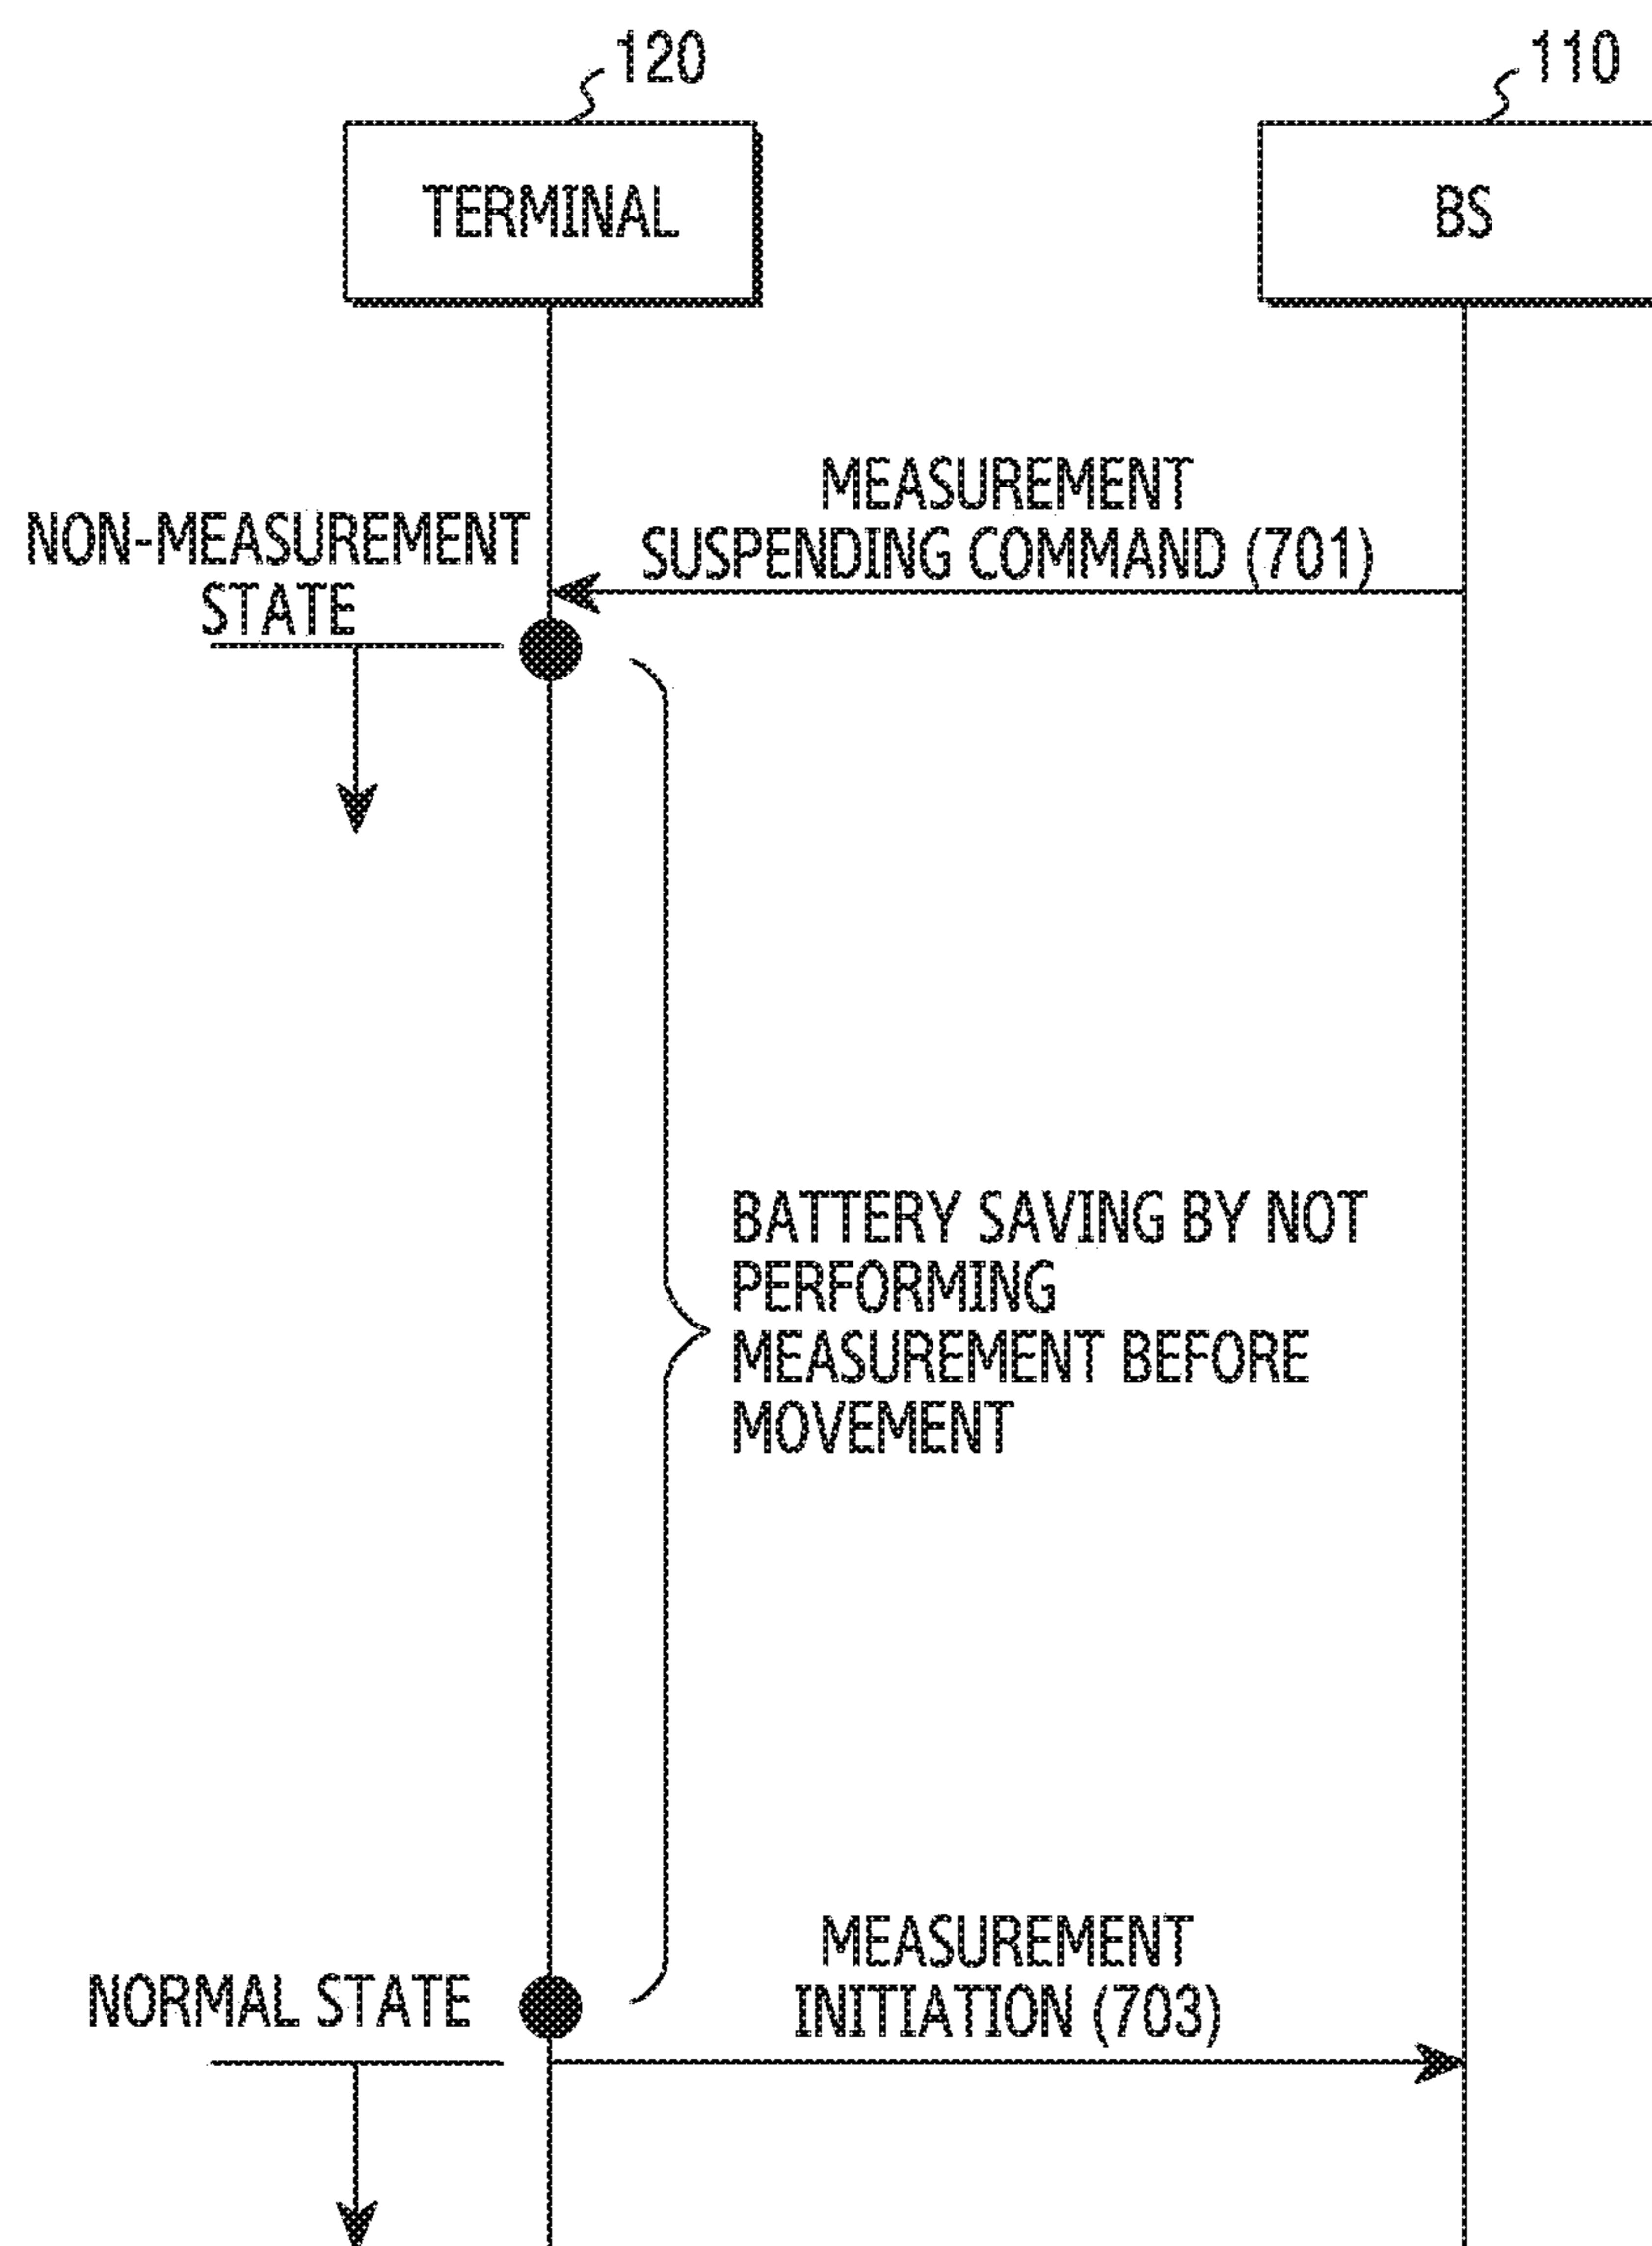 120
110
TERMINAL
BS
MEASUREMENT
SUSPENDING COMMAND (701)
NON-MEASUREMENT
STATE
BATTERY SAVING BY NOT
PERFORMING
MEASUREMENT BEFORE
MOVEMENT
MEASUREMENT
INITIATION (703)
NORMAL STATE